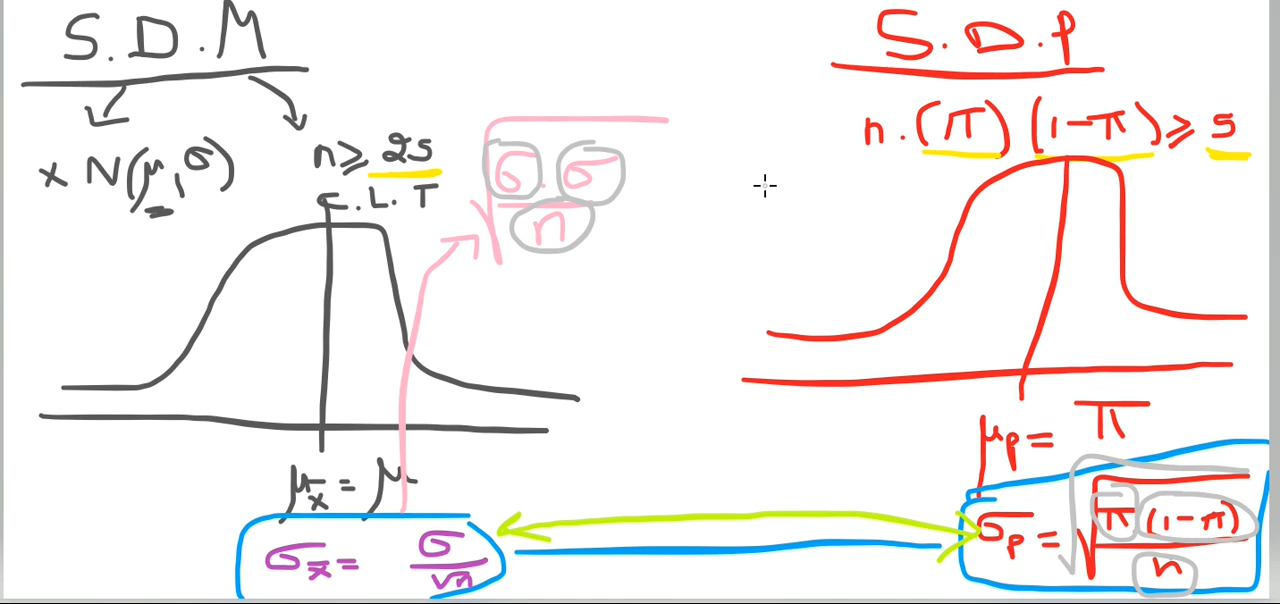 S.D.M
x N(μ,σ)
n ≥ 25
C.L.T
√(σ.σ/n)
μx̄ = μ
σx̄ = σ/√n
S.D.P
n.(π)(1-π) ≥ 5
μp = π
σp = √(π(1-π)/n)